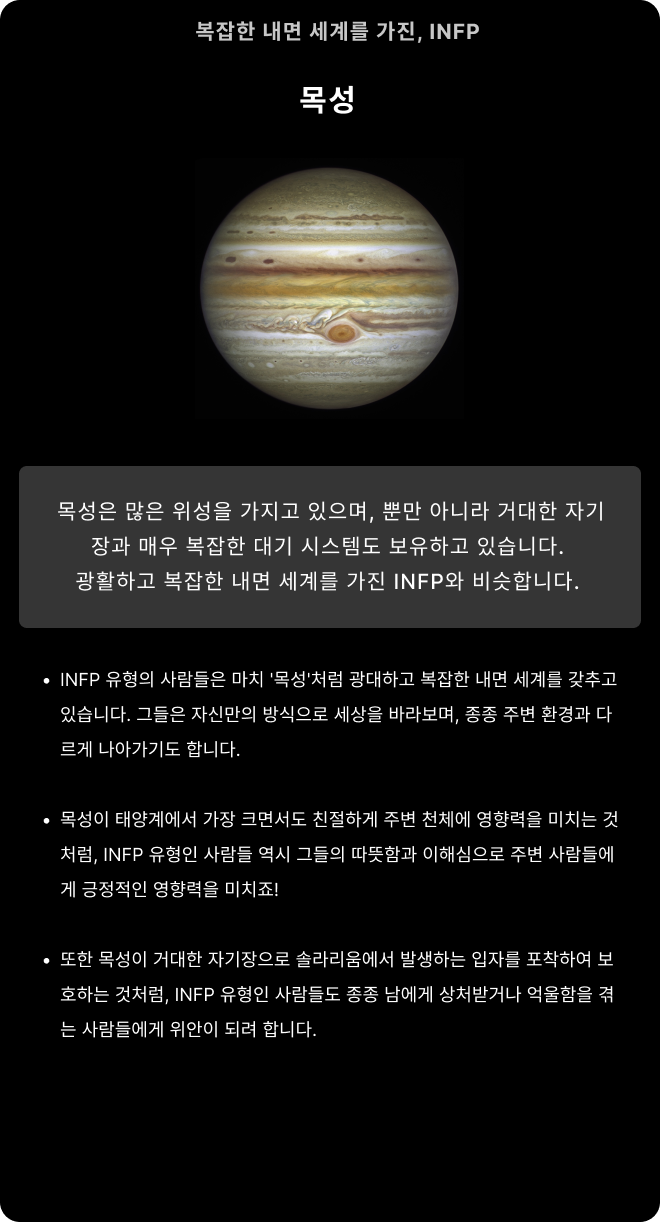 복잡한 내면 세계를 가진, INFP
목성
목성은 많은 위성을 가지고 있으며, 뿐만 아니라 거대한 자기
장과 매우 복잡한 대기 시스템도 보유하고 있습니다.
광활하고 복잡한 내면 세계를 가진 INFP와 비슷합니다.
• INFP 유형의 사람들은 마치 '목성'처럼 광대하고 복잡한 내면 세계를 갖추고
있습니다. 그들은 자신만의 방식으로 세상을 바라보며, 종종 주변 환경과 다
르게 나아가기도 합니다.
• 목성이 태양계에서 가장 크면서도 친절하게 주변 천체에 영향력을 미치는 것
처럼, INFP 유형인 사람들 역시 그들의 따뜻함과 이해심으로 주변 사람들에
게 긍정적인 영향력을 미치죠!
• 또한 목성이 거대한 자기장으로 솔라리움에서 발생하는 입자를 포착하여 보
호하는 것처럼, INFP 유형인 사람들도 종종 남에게 상처받거나 억울함을 겪
는 사람들에게 위안이 되려 합니다.